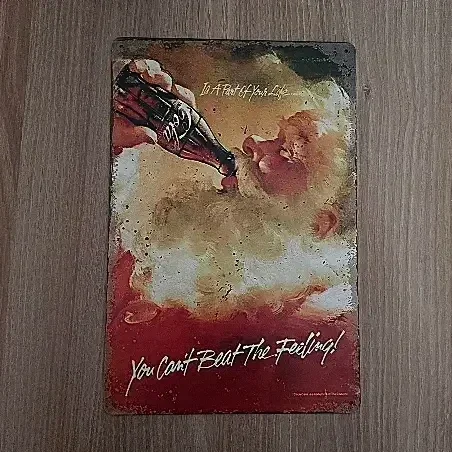 Is A Part Of Your Life
You Can't Beat The Feeling!